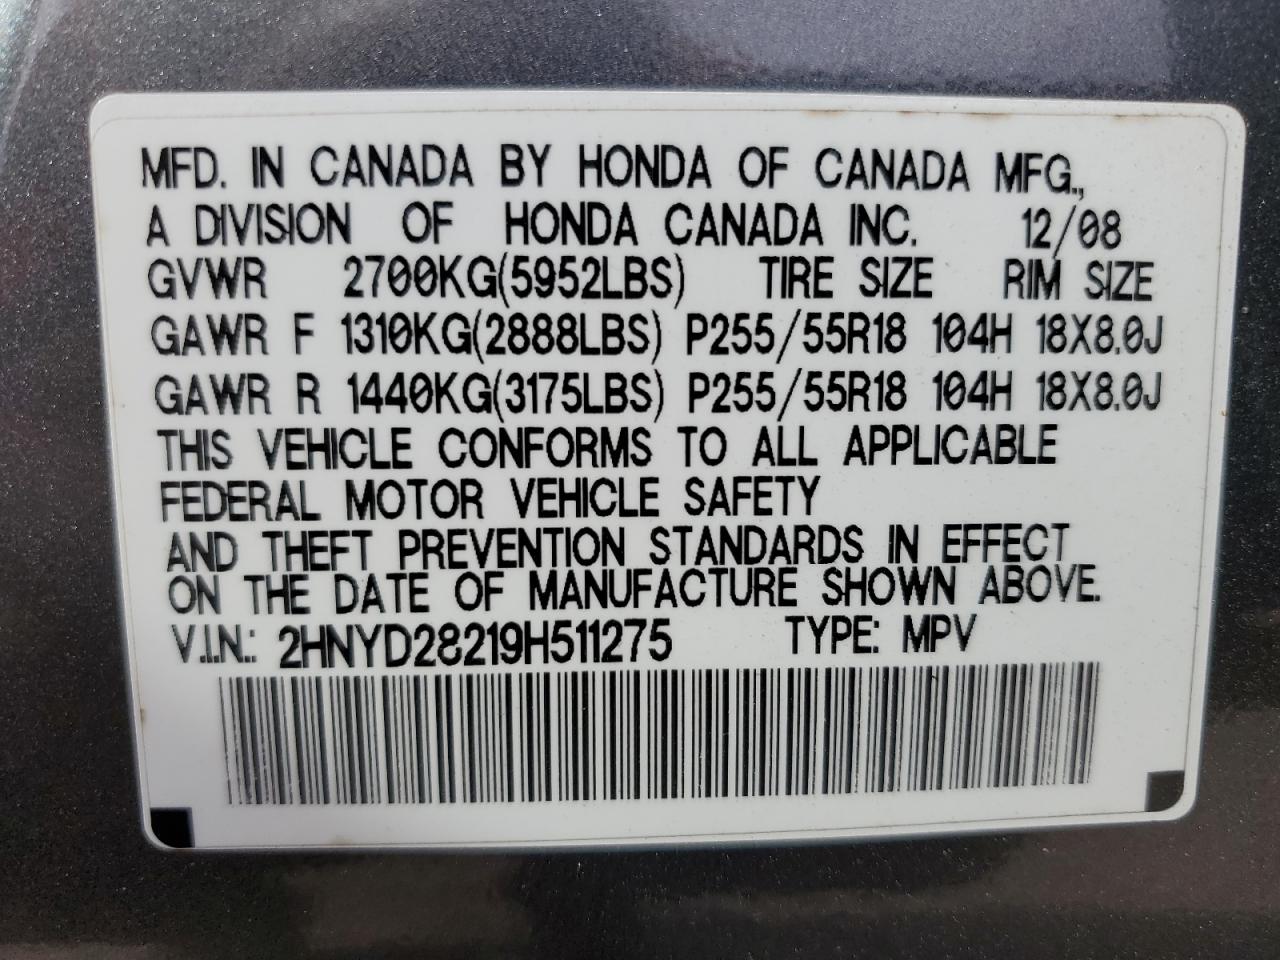 MFD. IN CANADA BY HONDA OF CANADA MFG.,
A DIVISION OF HONDA CANADA INC. 12/08
GVWR 2700KG(5952LBS) TIRE SIZE RIM SIZE
GAWR F 1310KG(2888LBS) P255/55R18 104H 18X8.0J
GAWR R 1440KG(3175LBS) P255/55R18 104H 18X8.0J
THIS VEHICLE CONFORMS TO ALL APPLICABLE
FEDERAL MOTOR VEHICLE SAFETY
AND THEFT PREVENTION STANDARDS IN EFFECT
ON THE DATE OF MANUFACTURE SHOWN ABOVE.
V.I.N.: 2HNYD28219H511275 TYPE: MPV